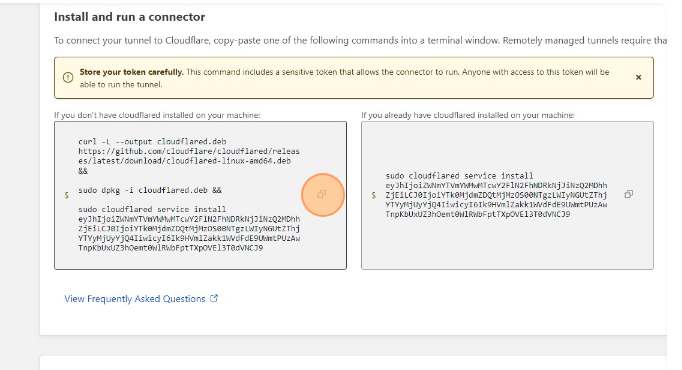 Install and run a connector
To connect your tunnel to Cloudflare, copy-paste one of the following commands into a terminal window. Remotely managed tunnels require tha
Store your token carefully. This command includes a sensitive token that allows the connector to run. Anyone with access to this token will be
able to run the tunnel.
If you don't have cloudflared installed on your machine:
$
curl -L --output cloudflared.deb
https://github.com/cloudflare/cloudflared/releas
es/latest/download/cloudflared-linux-amd64.deb
&&
sudo dpkg -i cloudflared.deb &&
sudo cloudflared service install
If you already have cloudflared installed on your machine:
$
sudo cloudflared service install
View Frequently Asked Questions